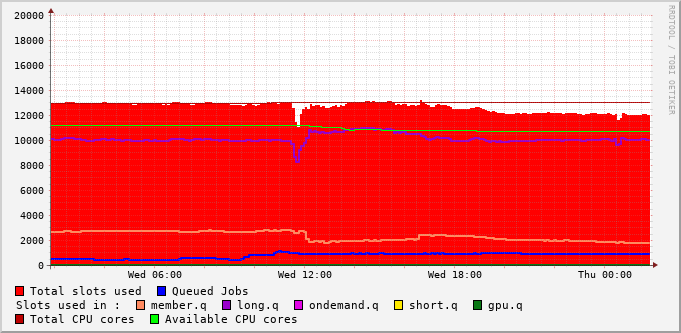 20000
18000
16000
14000
12000
10000
8000
6000
4000
2000
0
Wed 06:00 Wed 12:00 Wed 18:00 Thu 00:00
Total slots used Queued Jobs
Slots used in : member.q long.q ondemand.q short.q gpu.q
Total CPU cores Available CPU cores
RRDTOOL / TOBI OETIKER